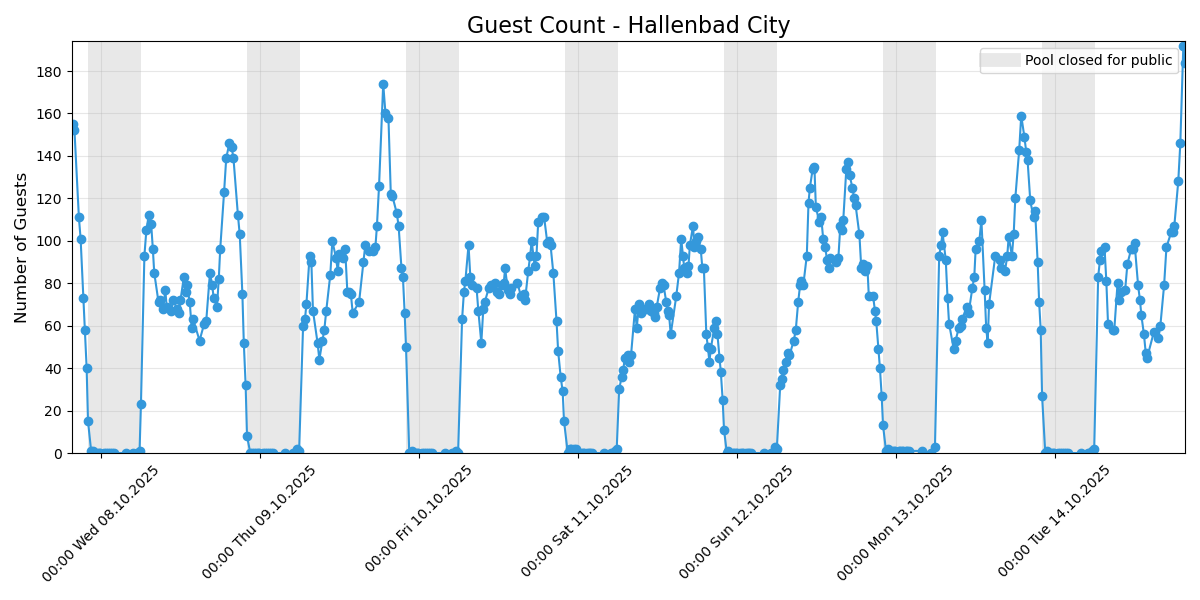 Guest Count - Hallenbad City
Pool closed for public
Number of Guests
180
160
140
120
100
80
60
40
20
0
00:00 Wed 08.10.2025
00:00 Thu 09.10.2025
00:00 Fri 10.10.2025
00:00 Sat 11.10.2025
00:00 Sun 12.10.2025
00:00 Mon 13.10.2025
00:00 Tue 14.10.2025